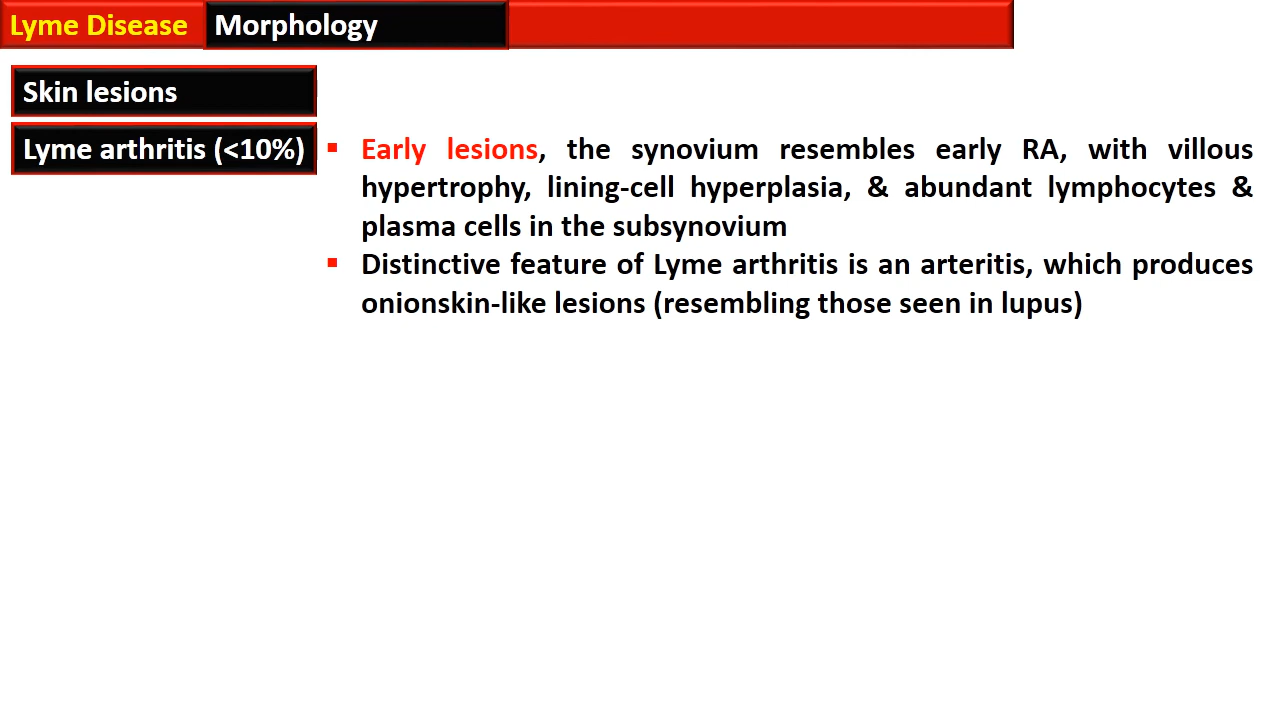 Lyme Disease Morphology
Skin lesions
Lyme arthritis (<10%)
Early lesions, the synovium resembles early RA, with villous
hypertrophy, lining-cell hyperplasia, & abundant lymphocytes &
plasma cells in the subsynovium
Distinctive feature of Lyme arthritis is an arteritis, which produces
onionskin-like lesions (resembling those seen in lupus)